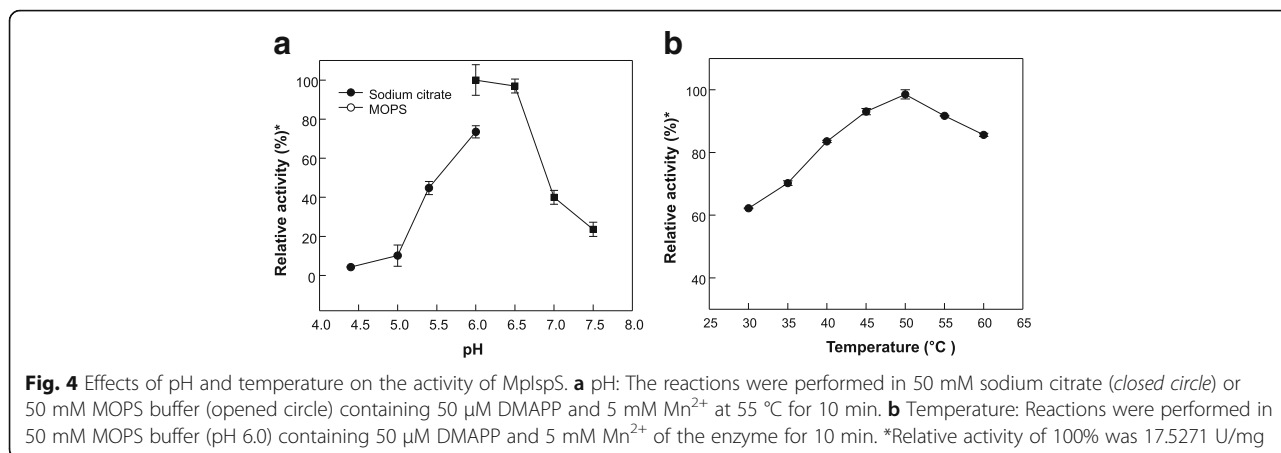 a
b
100
80
60
40
20
0
Relative activity (%)*
Sodium citrate
MOPS
4.0 4.5 5.0 5.5 6.0 6.5 7.0 7.5 8.0
pH
100
80
60
40
Relative activity (%)*
25 30 35 40 45 50 55 60 65
Temperature (°C )
Fig. 4 Effects of pH and temperature on the activity of MpIspS. a pH: The reactions were performed in 50 mM sodium citrate (closed circle) or
50 mM MOPS buffer (opened circle) containing 50 μM DMAPP and 5 mM Mn²⁺ at 55 °C for 10 min. b Temperature: Reactions were performed in
50 mM MOPS buffer (pH 6.0) containing 50 μM DMAPP and 5 mM Mn²⁺ of the enzyme for 10 min. *Relative activity of 100% was 17.5271 U/mg